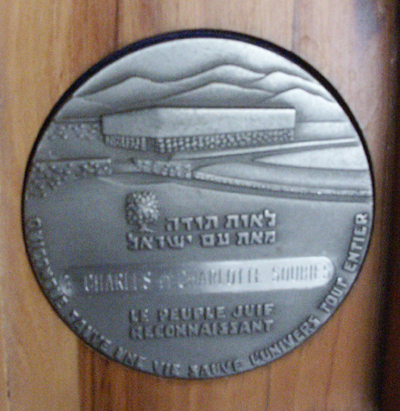 לאות תודה
מאת עם ישראל
CHARLES ET CHARLOTTE SOUBIES
LE PEUPLE JUIF
RECONNAISSANT
QUICONQUE SAUVE UNE VIE SAUVE L'UNIVERS TOUT ENTIER